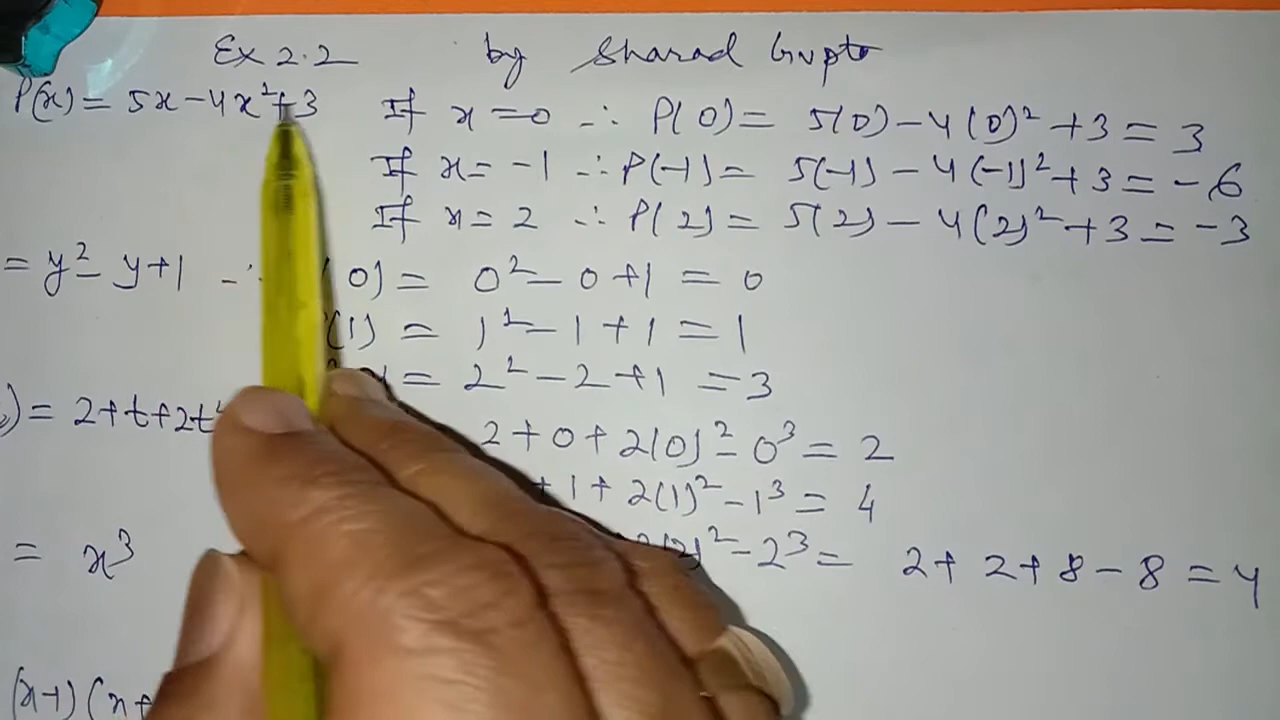 Ex 2.2 by Sharad Gupta
P(x) = 5x - 4x² + 3 If x = 0 ∴ P(0) = 5(0) - 4(0)² + 3 = 3
If x = -1 ∴ P(-1) = 5(-1) - 4(-1)² + 3 = -6
If x = 2 ∴ P(2) = 5(2) - 4(2)² + 3 = -3
= y² - y + 1 ∴ 0) = 0² - 0 + 1 = 0
(1) = 1² - 1 + 1 = 1
= 2² - 2 + 1 = 3
) = 2 + t + 2t² 2 + 0 + 2(0)² - 0³ = 2
+ 1 + 2(1)² - 1³ = 4
= x³ 2(2)² - 2³ = 2 + 2 + 8 - 8 = 4
(x-1)(x+